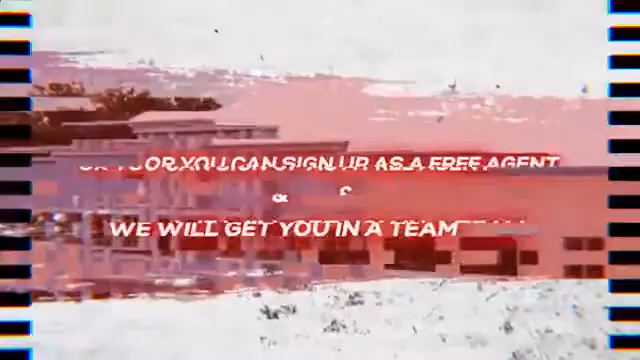 OR YOU CAN SIGN UP AS A FREE AGENT
&
WE WILL GET YOU IN A TEAM